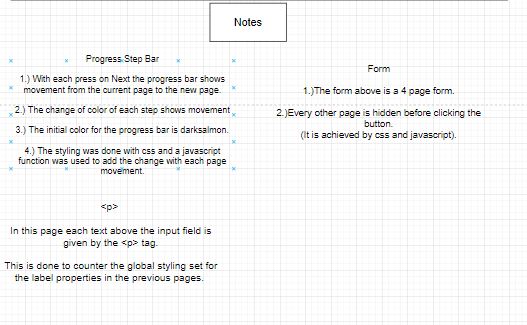 Notes
Progress Step Bar
1.) With each press on Next the progress bar shows
movement from the current page to the new page.
2.) The change of color of each step shows movement
3.) The initial color for the progress bar is darksalmon.
4.) The styling was done with css and a javascript
function was used to add the change with each page
movement.
Form
1.)The form above is a 4 page form.
2.)Every other page is hidden before clicking the
button.
(It is achieved by css and javascript).
<p>
In this page each text above the input field is
given by the <p> tag.
This is done to counter the global styling set for
the label properties in the previous pages.